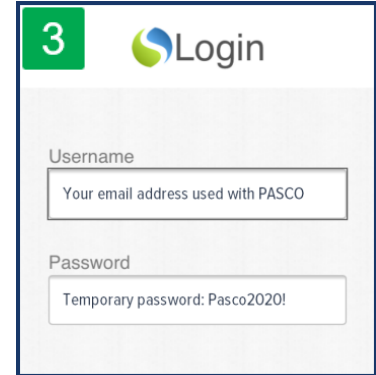 3
Login
Username
Your email address used with PASCO
Password
Temporary password: Pasco2020!